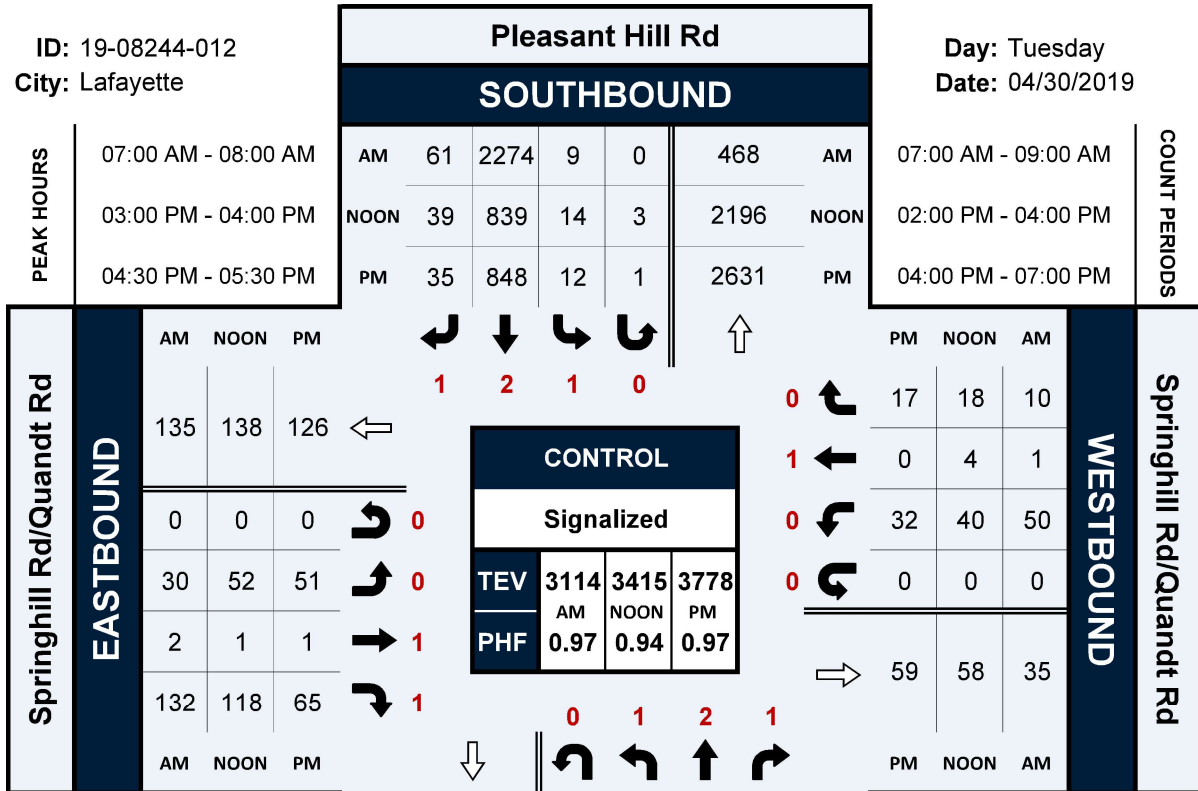 ID: 19-08244-012
City: Lafayette
Pleasant Hill Rd
SOUTHBOUND
Day: Tuesday
Date: 04/30/2019
PEAK HOURS
07:00 AM - 08:00 AM
03:00 PM - 04:00 PM
04:30 PM - 05:30 PM
AM 61 2274 9 0 468 AM
NOON 39 839 14 3 2196 NOON
PM 35 848 12 1 2631 PM
07:00 AM - 09:00 AM
02:00 PM - 04:00 PM
04:00 PM - 07:00 PM
COUNT PERIODS
1 2 1 0
Springhill Rd/Quandt Rd
EASTBOUND
AM NOON PM
135 138 126
0 0 0 0
30 52 51 0
2 1 1 1
132 118 65 1
AM NOON PM
CONTROL
Signalized
TEV 3114 3415 3778
AM NOON PM
PHF 0.97 0.94 0.97
PM NOON AM
0 17 18 10
1 0 4 1
0 32 40 50
0 0 0 0
59 58 35
PM NOON AM
WESTBOUND
Springhill Rd/Quandt Rd
0 1 2 1